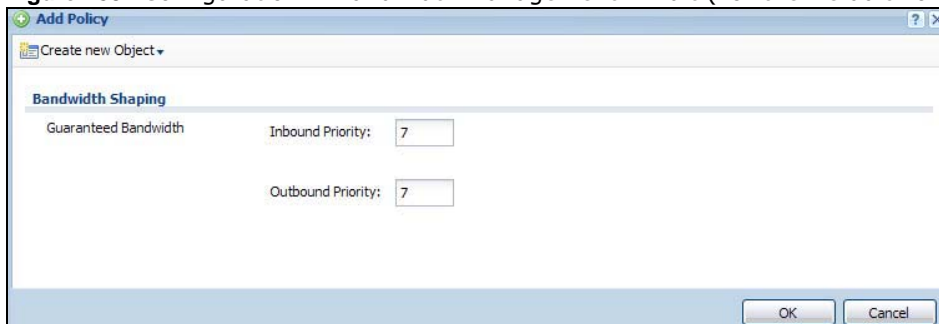 Add Policy
Create new Object
Bandwidth Shaping
Guaranteed Bandwidth
Inbound Priority: 7
Outbound Priority: 7
OK Cancel